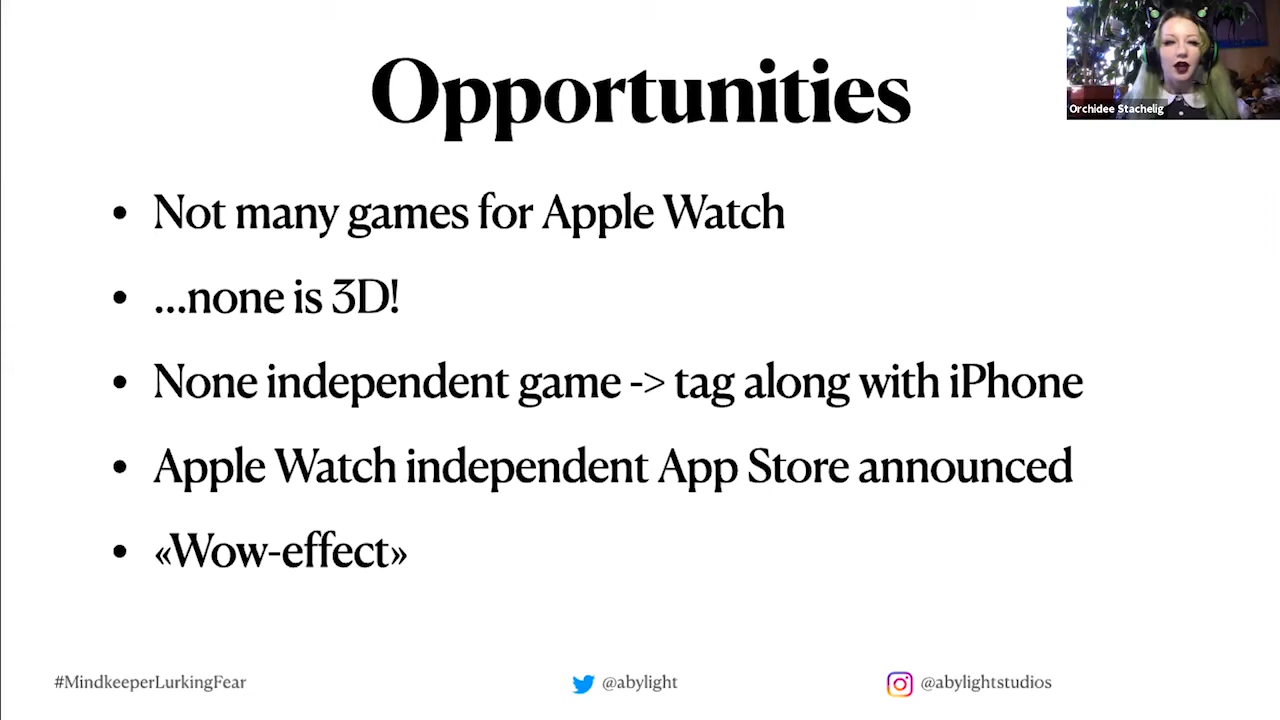 Opportunities
Orchidee Stachelig
• Not many games for Apple Watch
• ...none is 3D!
• None independent game -> tag along with iPhone
• Apple Watch independent App Store announced
• «Wow-effect»
#MindkeeperLurkingFear
@abylight
@abylightstudios